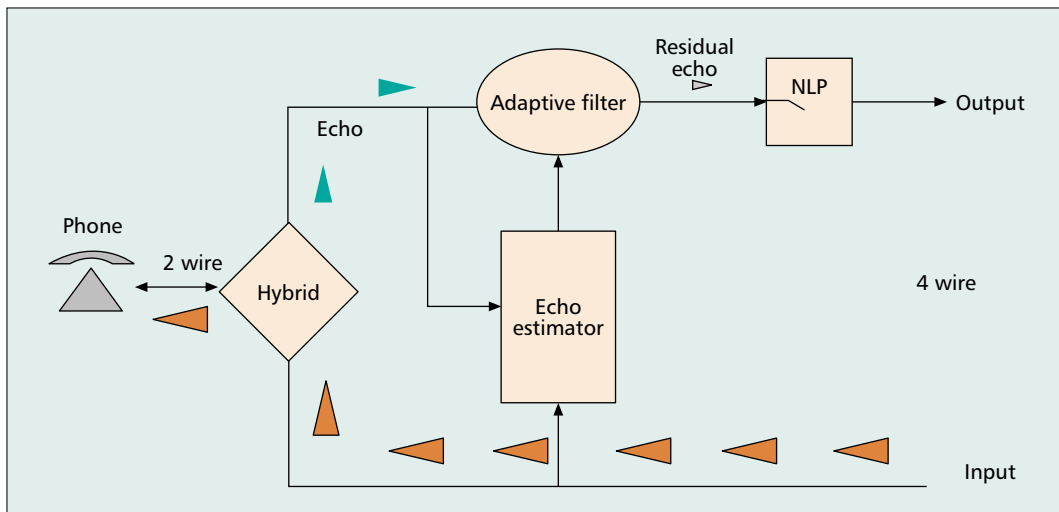 Residual
echo
NLP
Adaptive filter
Output
Echo
Phone
2 wire
Hybrid
4 wire
Echo
estimator
Input